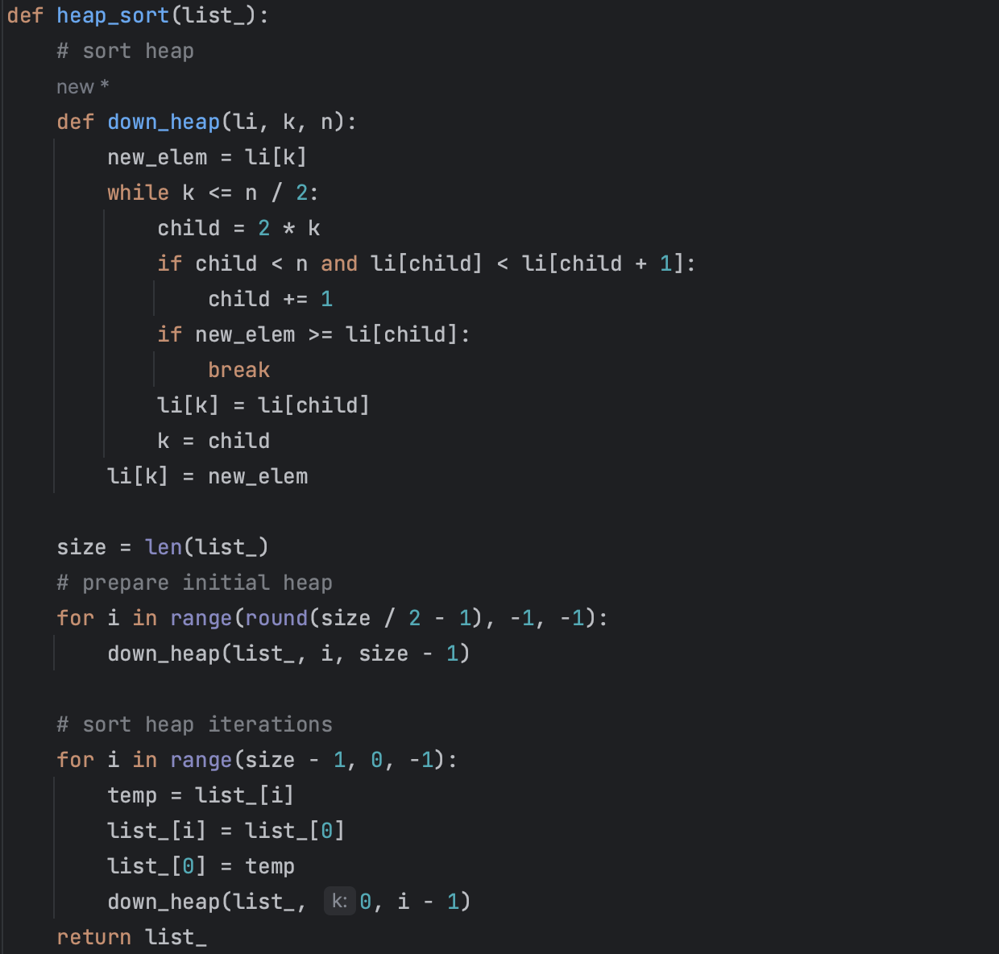 def heap_sort(list_):
    # sort heap
    new *
    def down_heap(li, k, n):
        new_elem = li[k]
        while k <= n / 2:
            child = 2 * k
            if child < n and li[child] < li[child + 1]:
                child += 1
            if new_elem >= li[child]:
                break
            li[k] = li[child]
            k = child
        li[k] = new_elem

    size = len(list_)
    # prepare initial heap
    for i in range(round(size / 2 - 1), -1, -1):
        down_heap(list_, i, size - 1)

    # sort heap iterations
    for i in range(size - 1, 0, -1):
        temp = list_[i]
        list_[i] = list_[0]
        list_[0] = temp
        down_heap(list_, k: 0, i - 1)
    return list_